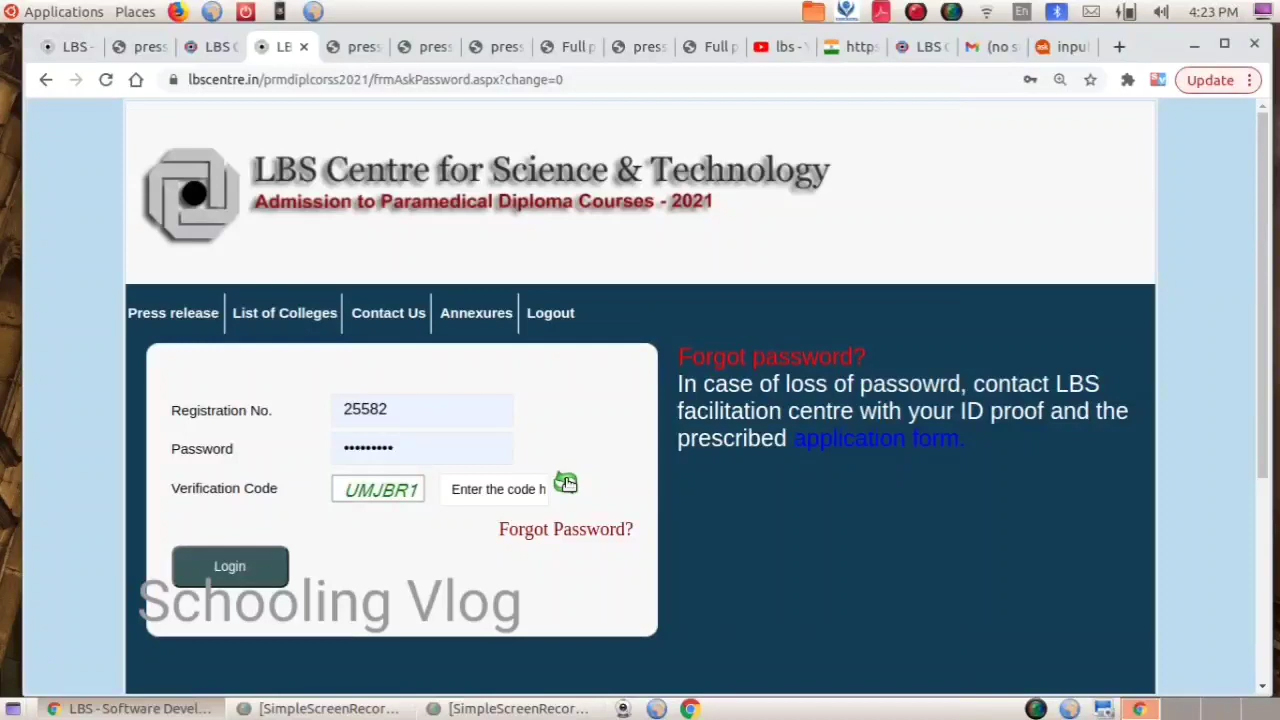 Applications Places En 4:23 PM
LBS - press LBS C LB press press press Full p press Full p lbs - https LBS C (no s inpu
lbscentre.in/prmdiplcorss2021/frmAskPassword.aspx?change=0 Update
LBS Centre for Science & Technology
Admission to Paramedical Diploma Courses - 2021
Press release List of Colleges Contact Us Annexures Logout
Forgot password?
In case of loss of passowrd, contact LBS
facilitation centre with your ID proof and the
prescribed application form.
Registration No. 25582
Password •••••••••
Verification Code UMJBR1 Enter the code h
Forgot Password?
Login
Schooling Vlog
LBS - Software Devel... [SimpleScreenRecor... [SimpleScreenRecor...